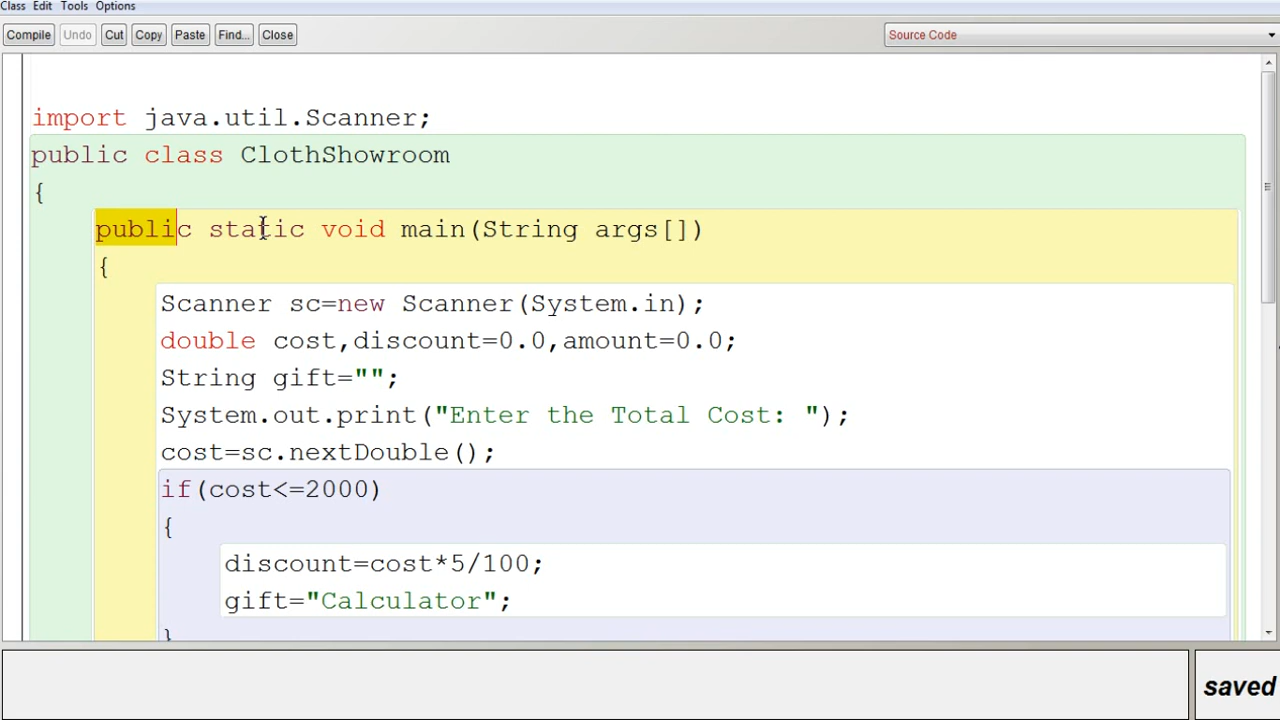 Class Edit Tools Options
Compile Undo Cut Copy Paste Find... Close Source Code
import java.util.Scanner;
public class ClothShowroom
{
public static void main(String args[])
{
Scanner sc=new Scanner(System.in);
double cost,discount=0.0,amount=0.0;
String gift="";
System.out.print("Enter the Total Cost: ");
cost=sc.nextDouble();
if(cost<=2000)
{
discount=cost*5/100;
gift="Calculator";
}
saved